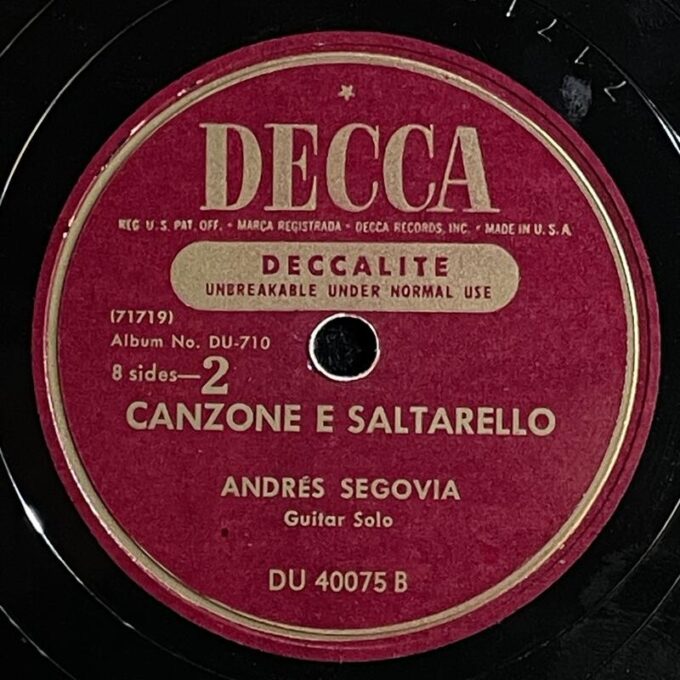 DECCA
REG. U.S. PAT. OFF. • MARCA REGISTRADA • DECCA RECORDS, INC. • MADE IN U.S.A.
DECCALITE
UNBREAKABLE UNDER NORMAL USE
(71719)
Album No. DU-710
8 sides—2
CANZONE E SALTARELLO
ANDRÉS SEGOVIA
Guitar Solo
DU 40075 B